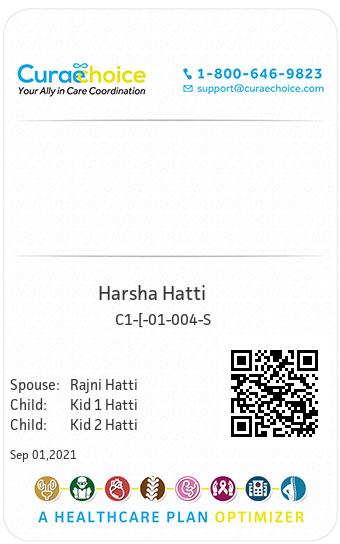 Curaechoice
Your Ally in Care Coordination
1-800-646-9823
support@curaechoice.com
Harsha Hatti
C1-[-01-004-S
Spouse: Rajni Hatti
Child: Kid 1 Hatti
Child: Kid 2 Hatti
Sep 01,2021
A HEALTHCARE PLAN OPTIMIZER